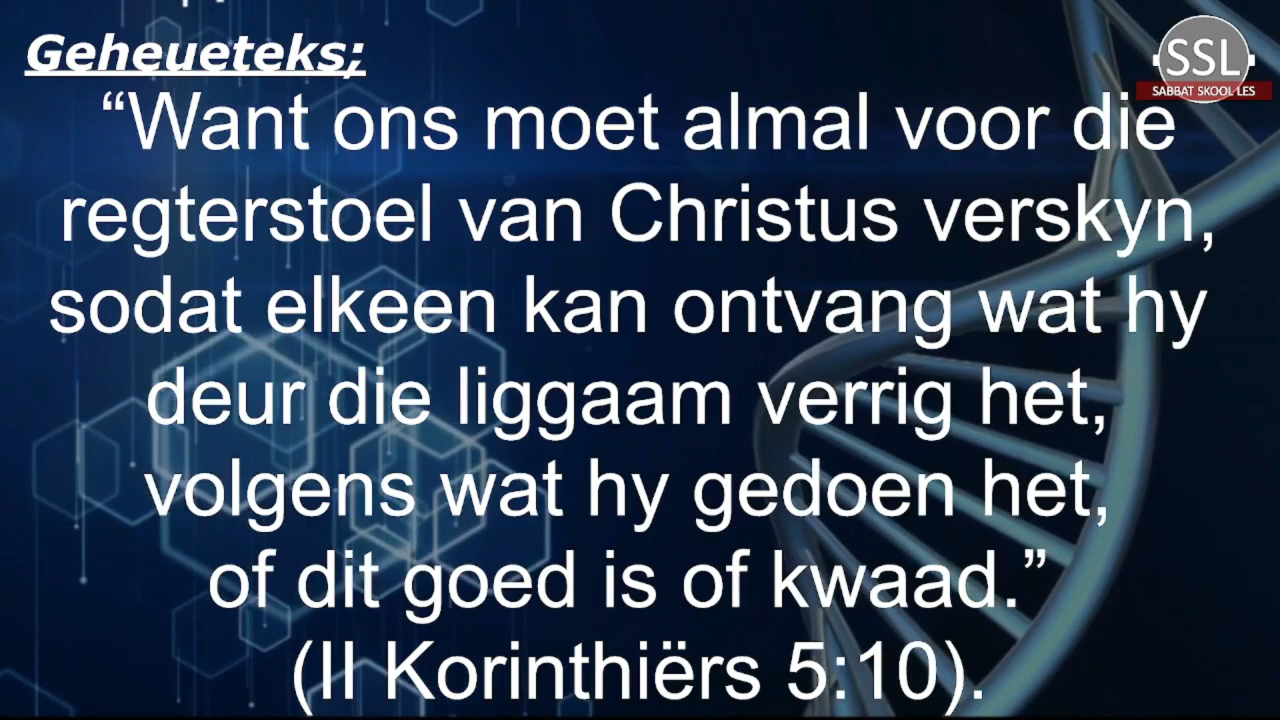 Geheueteks;
SSL
SABBAT SKOOL LES
“Want ons moet almal voor die
regterstoel van Christus verskyn,
sodat elkeen kan ontvang wat hy
deur die liggaam verrig het,
volgens wat hy gedoen het,
of dit goed is of kwaad.”
(II Korinthiërs 5:10).